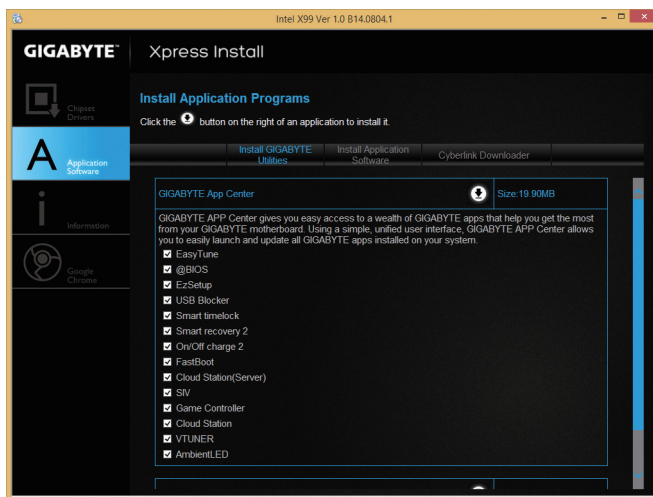 Intel X99 Ver 1.0 B14.0804.1
GIGABYTE™
Xpress Install
Chipset
Drivers
Application
Software
Information
Google
Chrome
Install Application Programs
Click the button on the right of an application to install it.
Install GIGABYTE
Utilities
Install Application
Software
Cyberlink Downloader
GIGABYTE App Center
Size:19.90MB
GIGABYTE APP Center gives you easy access to a wealth of GIGABYTE apps that help you get the most
from your GIGABYTE motherboard. Using a simple, unified user interface, GIGABYTE APP Center allows
you to easily launch and update all GIGABYTE apps installed on your system.
EasyTune
@BIOS
EzSetup
USB Blocker
Smart timelock
Smart recovery 2
On/Off charge 2
FastBoot
Cloud Station(Server)
SIV
Game Controller
Cloud Station
VTUNER
AmbientLED